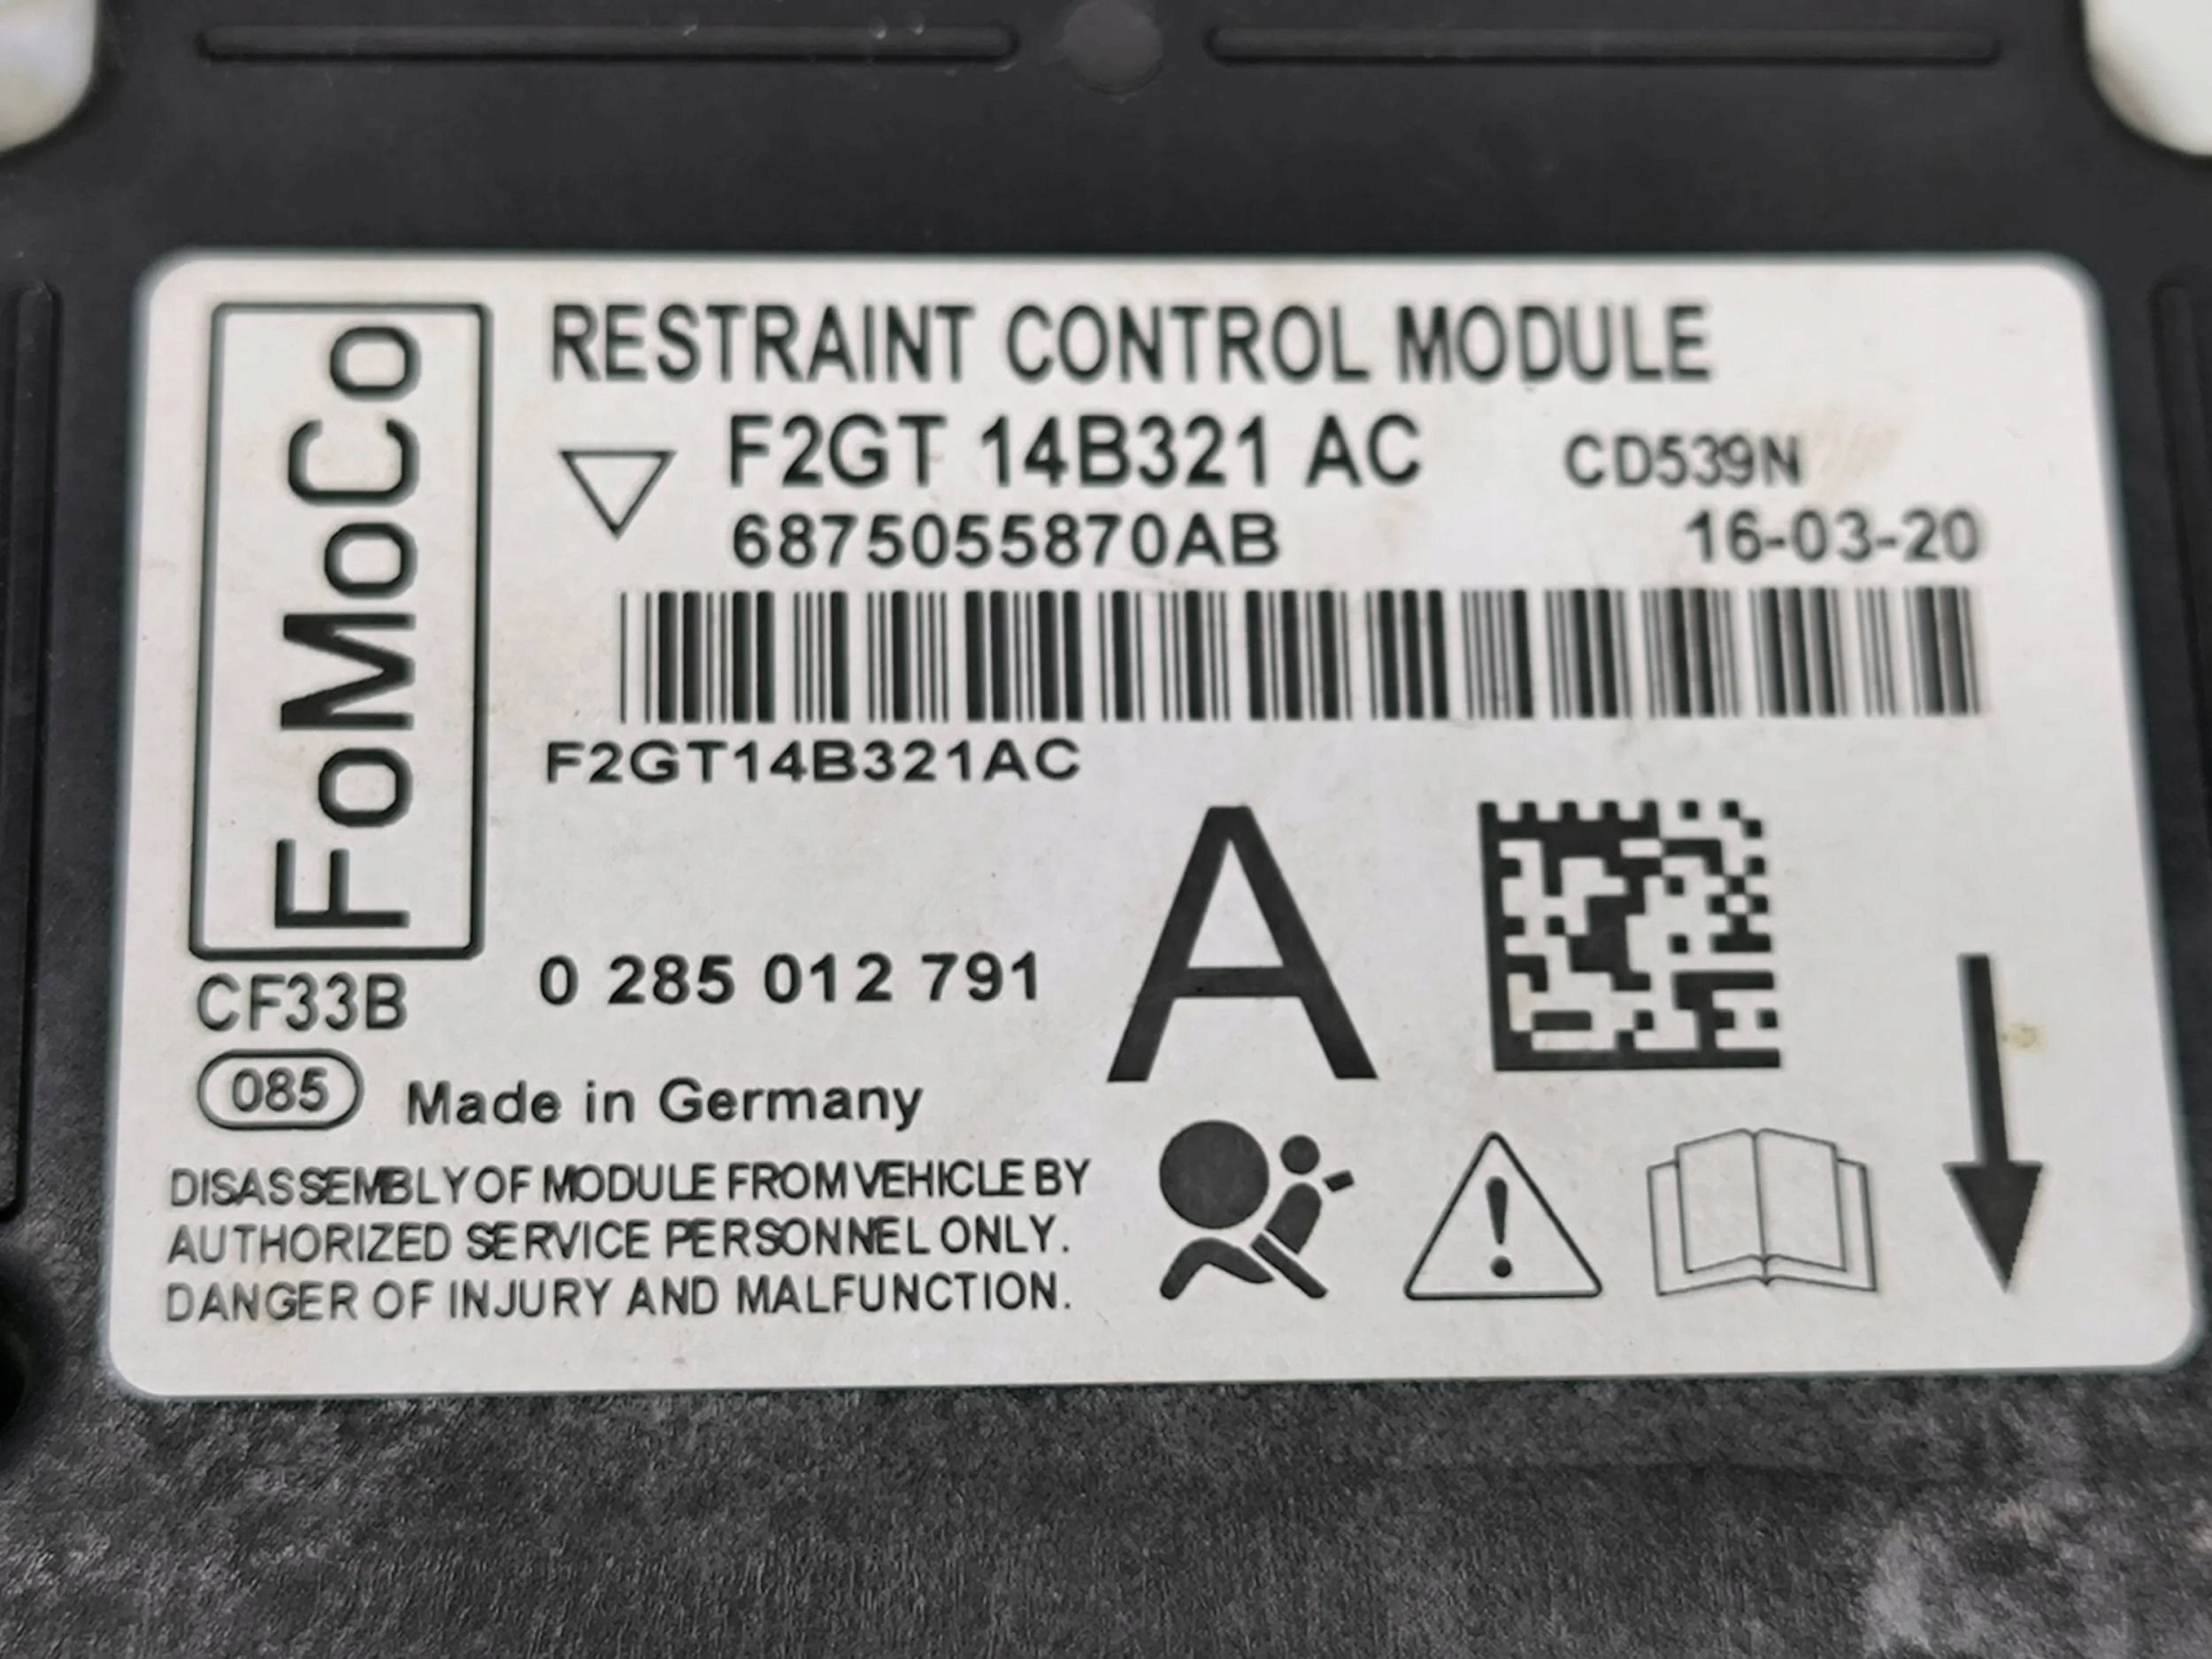 FoMoCo
RESTRAINT CONTROL MODULE
F2GT 14B321 AC CD539N
6875055870AB 16-03-20
F2GT14B321AC
A
CF33B 0 285 012 791
085 Made in Germany
DISASSEMBLY OF MODULE FROM VEHICLE BY
AUTHORIZED SERVICE PERSONNEL ONLY.
DANGER OF INJURY AND MALFUNCTION.